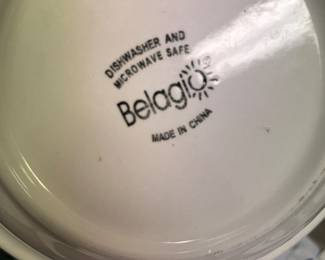 DISHWASHER AND
MICROWAVE SAFE
Belagio®
MADE IN CHINA